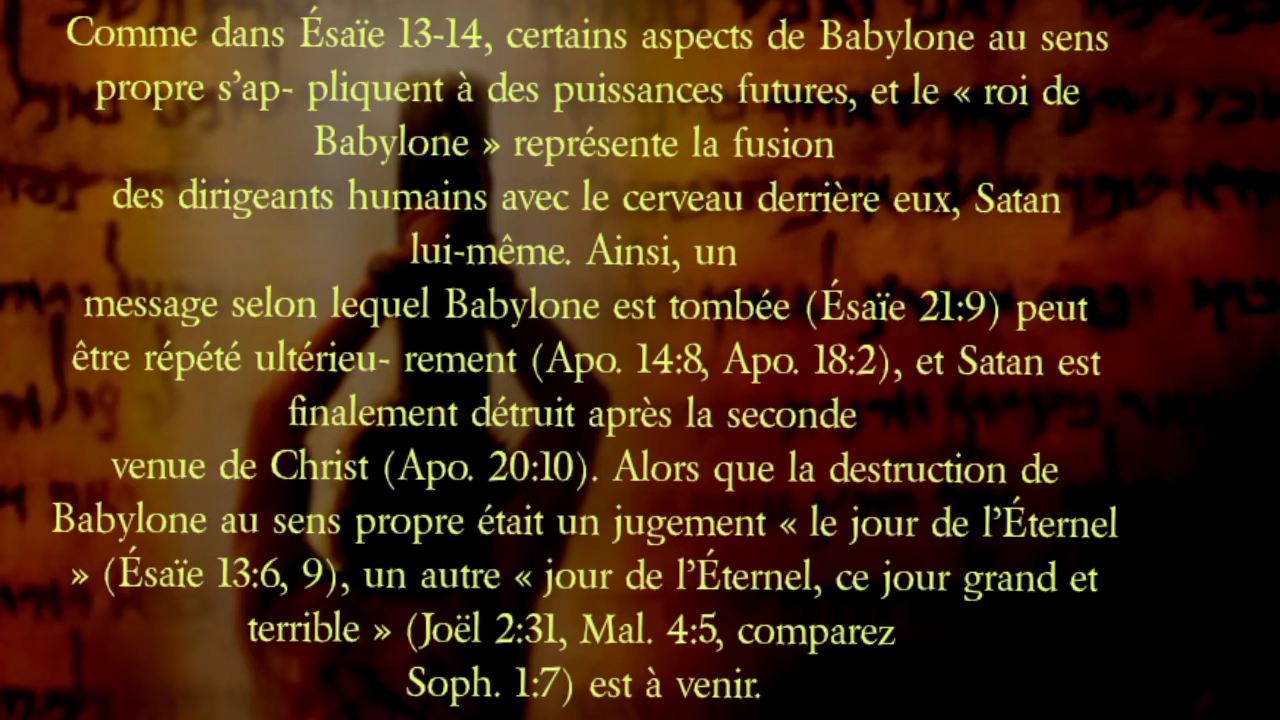 Comme dans Ésaïe 13-14, certains aspects de Babylone au sens
propre s’ap- pliquent à des puissances futures, et le « roi de
Babylone » représente la fusion
des dirigeants humains avec le cerveau derrière eux, Satan
lui-même. Ainsi, un
message selon lequel Babylone est tombée (Ésaïe 21:9) peut
être répété ultérieu- rement (Apo. 14:8, Apo. 18:2), et Satan est
finalement détruit après la seconde
venue de Christ (Apo. 20:10). Alors que la destruction de
Babylone au sens propre était un jugement « le jour de l’Éternel
» (Ésaïe 13:6, 9), un autre « jour de l’Éternel, ce jour grand et
terrible » (Joël 2:31, Mal. 4:5, comparez
Soph. 1:7) est à venir.